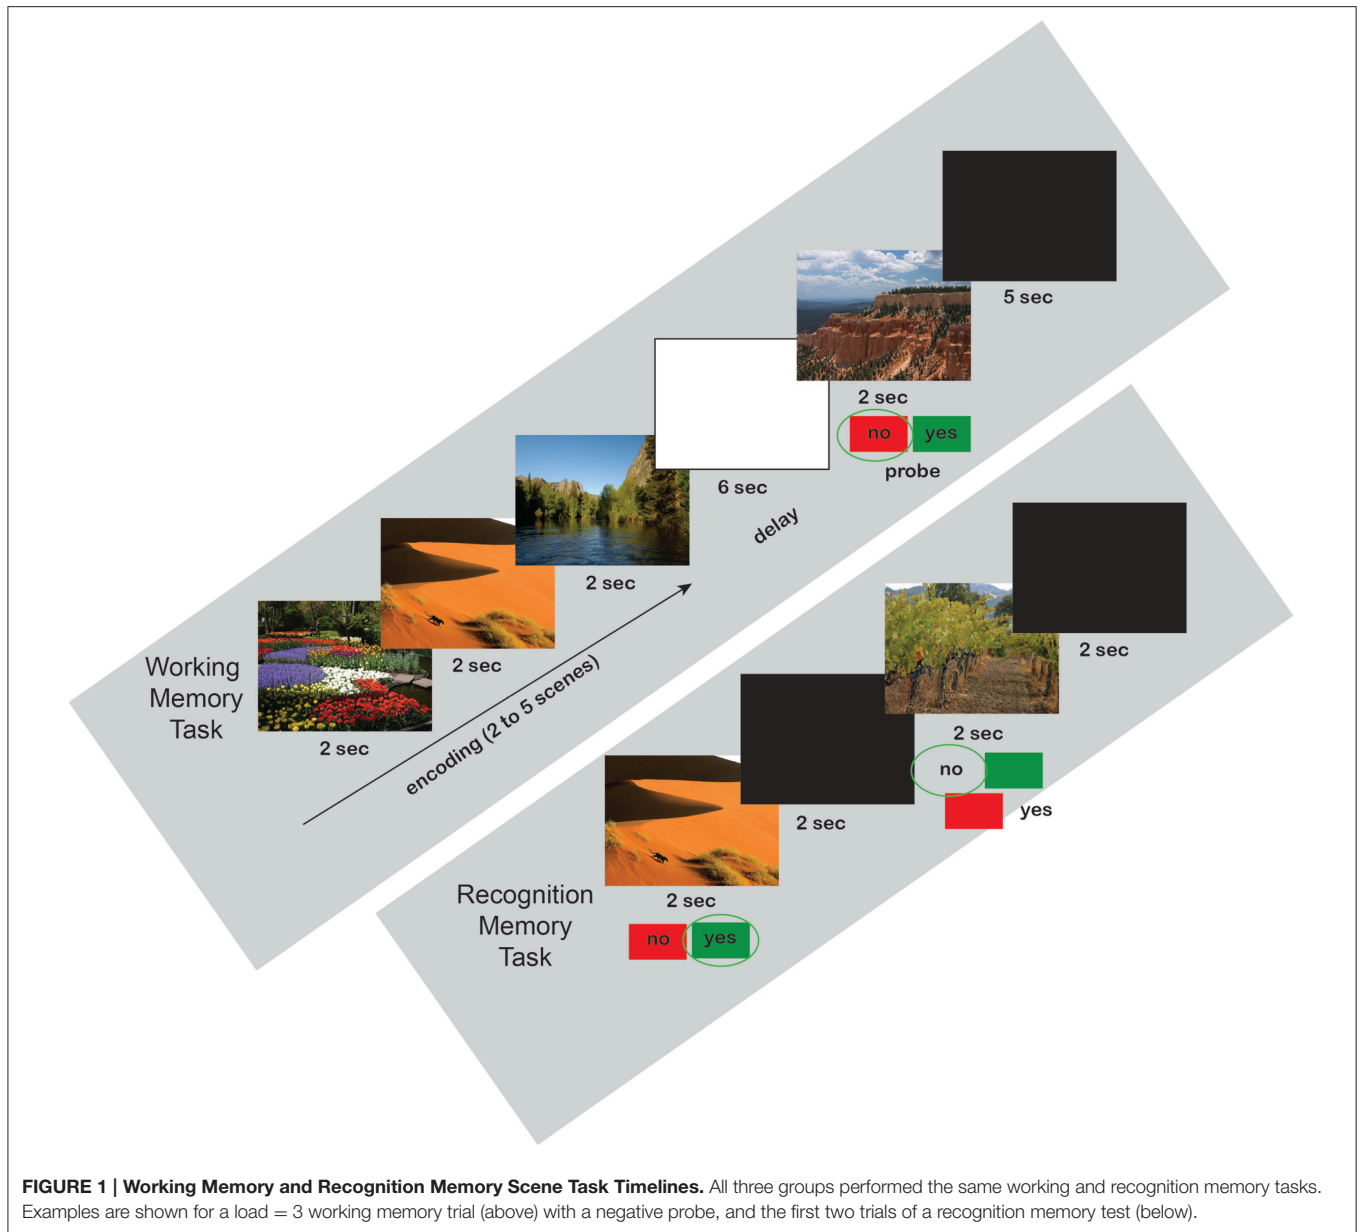 5 sec
2 sec
no yes
probe
6 sec
delay
2 sec
2 sec
2 sec
encoding (2 to 5 scenes)
Working
Memory
Task
2 sec
2 sec
no
yes
2 sec
2 sec
no yes
Recognition
Memory
Task
FIGURE 1 | Working Memory and Recognition Memory Scene Task Timelines. All three groups performed the same working and recognition memory tasks.
Examples are shown for a load = 3 working memory trial (above) with a negative probe, and the first two trials of a recognition memory test (below).